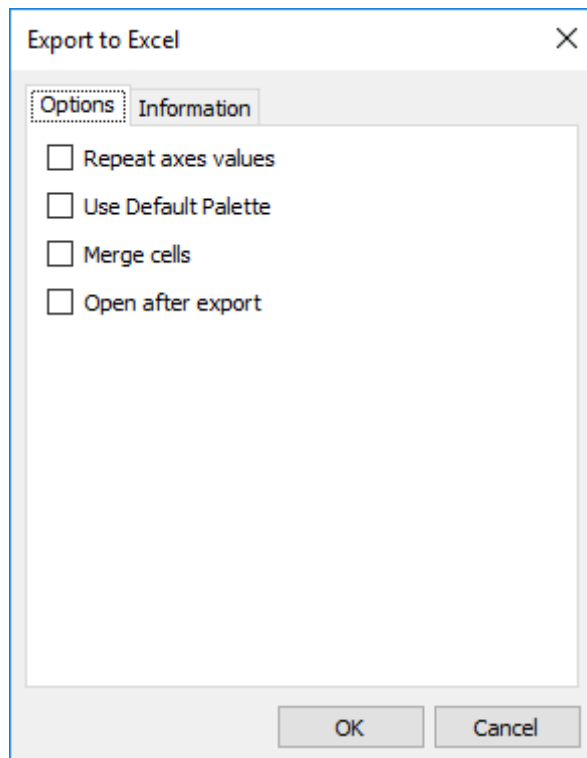 Export to Excel
Options Information
Repeat axes values
Use Default Palette
Merge cells
Open after export
OK Cancel